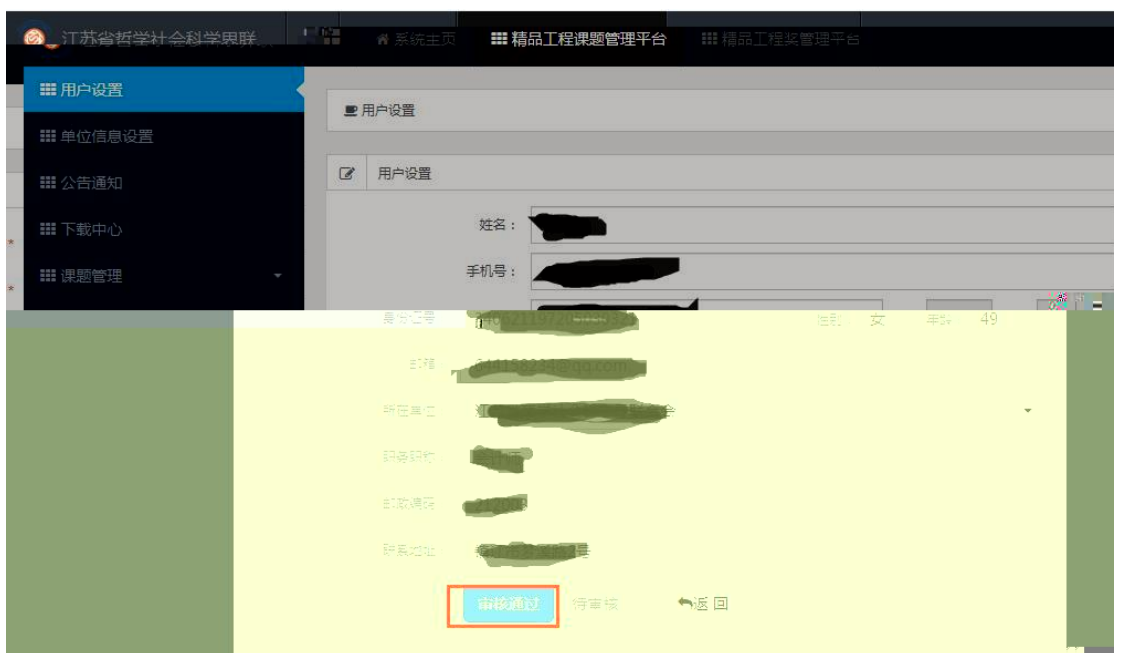 江苏省哲学社会科学界联
系统主页 精品工程课题管理平台 精品工程奖管理平台
用户设置
单位信息设置
公告通知
下载中心
课题管理
用户设置
用户设置
姓名：
手机号：
身份证号 性别 女 年龄 49
邮箱
所在单位
职务职称
邮政编码
联系地址
审核通过 待审核 返 回